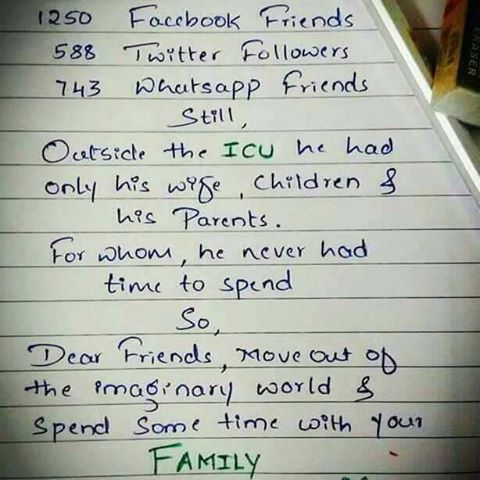 1250 Facebook Friends
588 Twitter Followers
743 Whatsapp Friends
Still,
Outside the ICU he had
only his wife, Children &
his Parents.
For whom, he never had
time to spend
So,
Dear Friends, Move out of
the imaginary world &
Spend Some time with your
FAMILY
ERASER